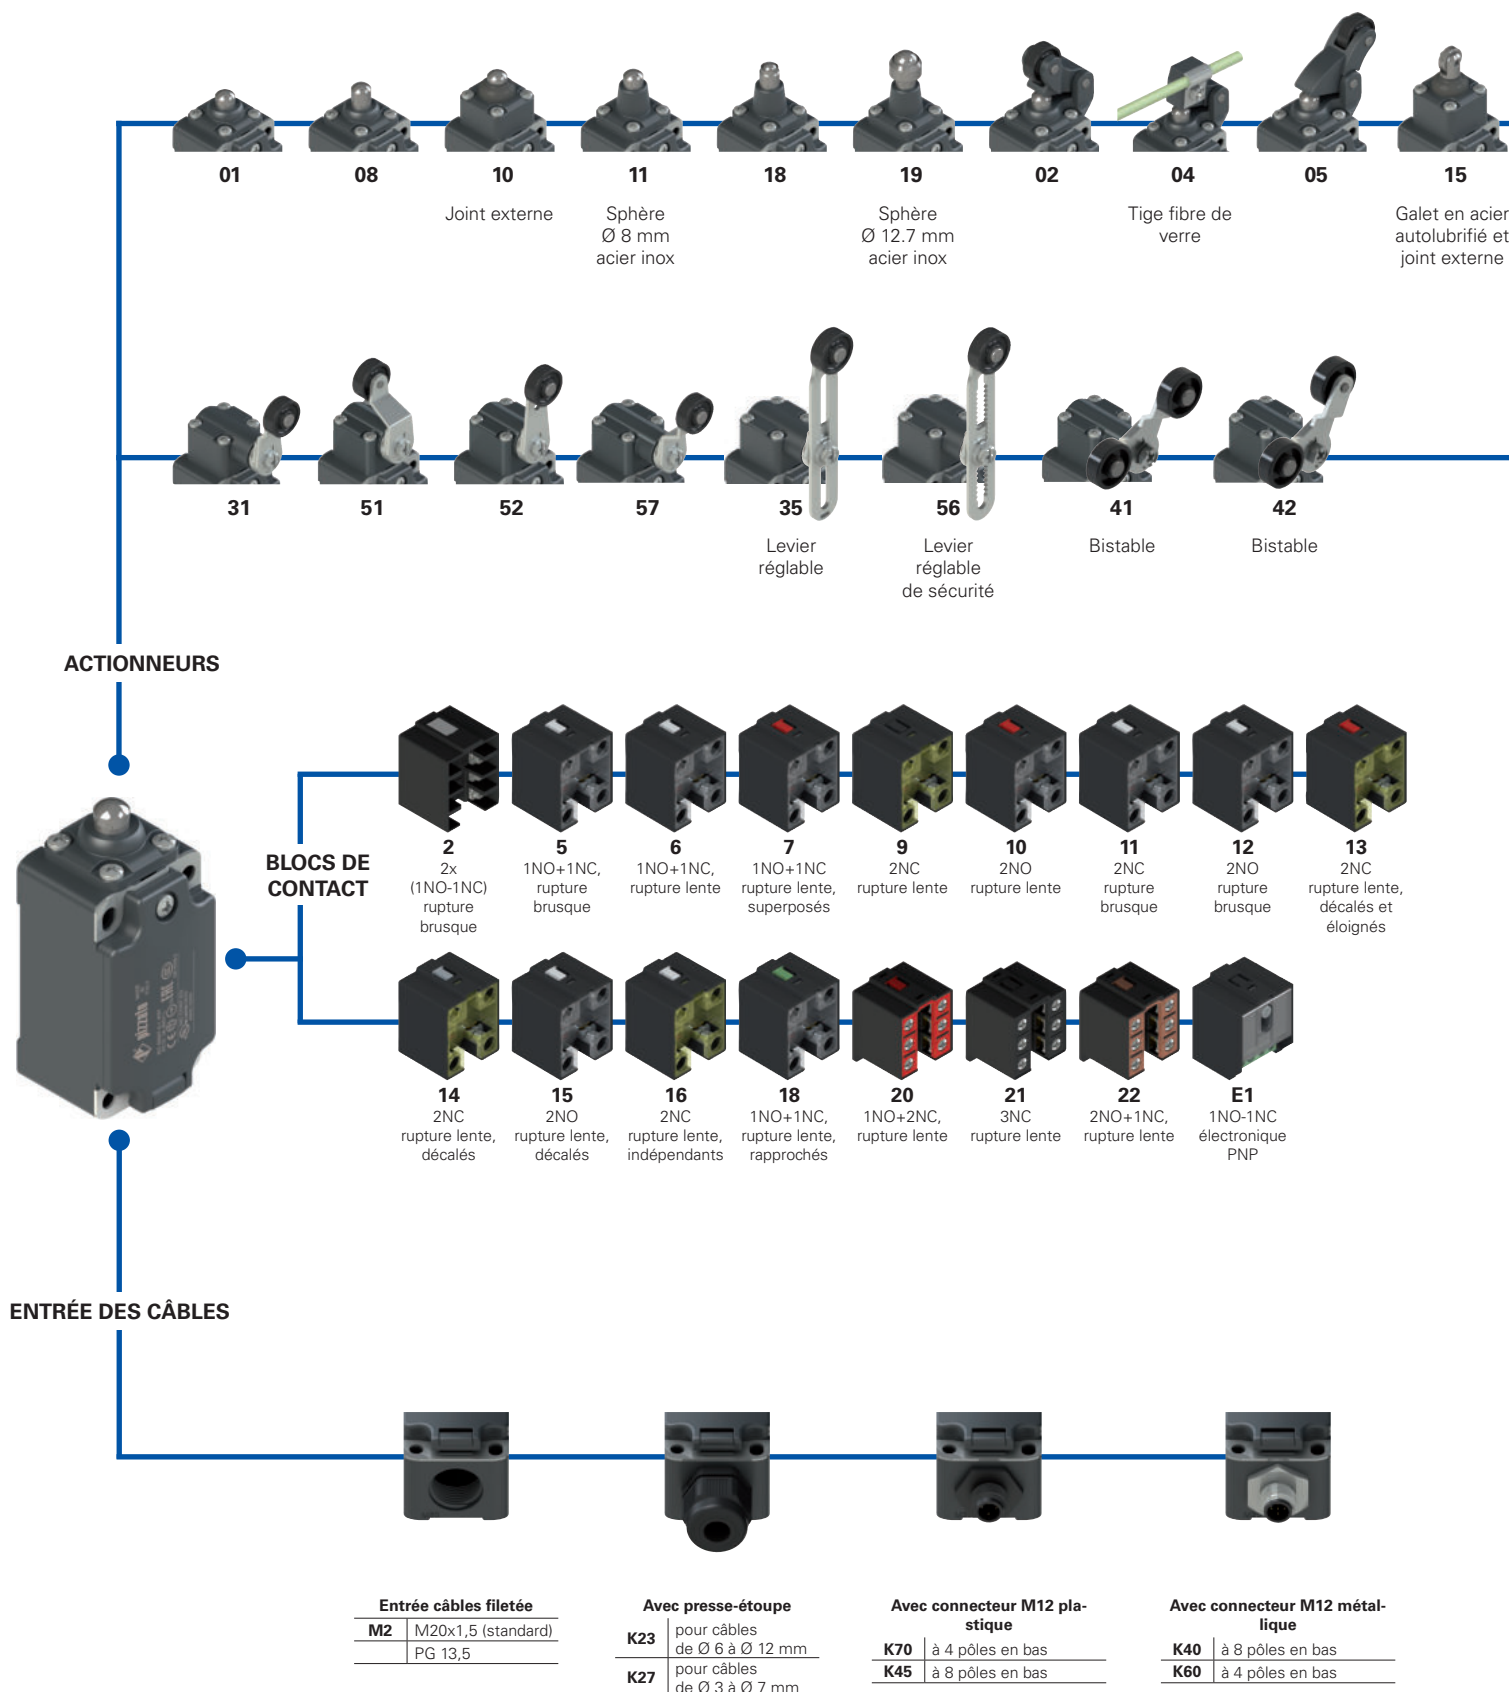 01 08 10 11 18 19 02 04 05 15
Joint externe
Sphère
Ø 8 mm
acier inox
Sphère
Ø 12.7 mm
acier inox
Tige fibre de
verre
Galet en acier
autolubrifié et
joint externe
31 51 52 57 35 56 41 42
Levier
réglable
Levier
réglable
de sécurité
Bistable
Bistable
ACTIONNEURS
BLOCS DE
CONTACT
2
2x
(1NO-1NC)
rupture
brusque
5
1NO+1NC,
rupture
brusque
6
1NO+1NC,
rupture lente
7
1NO+1NC
rupture lente,
superposés
9
2NC
rupture lente
10
2NO
rupture lente
11
2NC
rupture
brusque
12
2NO
rupture
brusque
13
2NC
rupture lente,
décalés et
éloignés
pizzato
14
2NC
rupture lente,
décalés
15
2NO
rupture lente,
décalés
16
2NC
rupture lente,
indépendants
18
1NO+1NC,
rupture lente,
rapprochés
20
1NO+2NC,
rupture lente
21
3NC
rupture lente
22
2NO+1NC,
rupture lente
E1
1NO-1NC
électronique
PNP
ENTRÉE DES CÂBLES
Entrée câbles filetée
M2 M20x1,5 (standard)
PG 13,5
Avec presse-étoupe
K23 pour câbles
de Ø 6 à Ø 12 mm
K27 pour câbles
de Ø 3 à Ø 7 mm
Avec connecteur M12 pla-
stique
K70 à 4 pôles en bas
K45 à 8 pôles en bas
Avec connecteur M12 métal-
lique
K40 à 8 pôles en bas
K60 à 4 pôles en bas